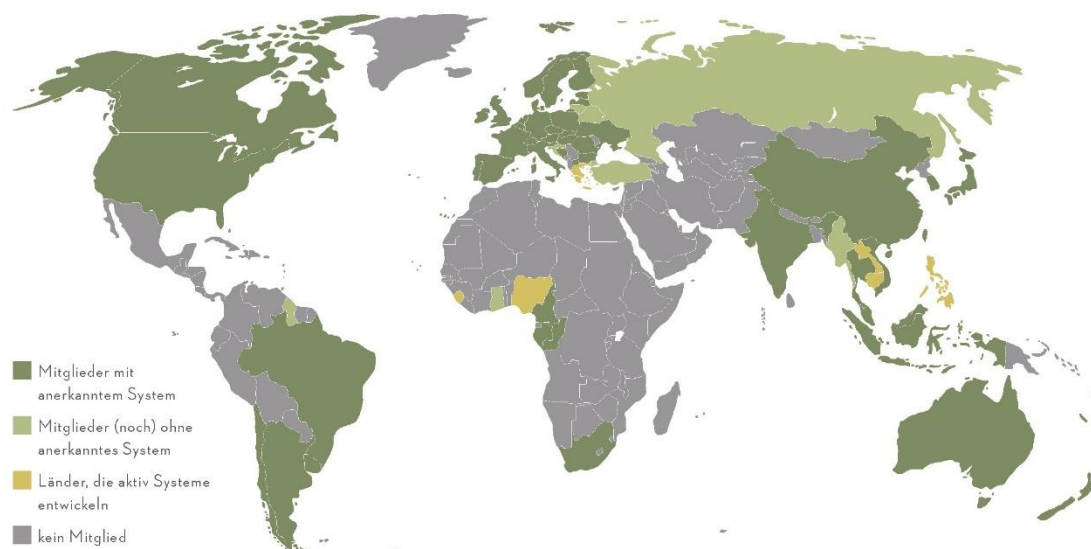 Mitglieder mit
anerkanntem System
Mitglieder (noch) ohne
anerkanntes System
Länder, die aktiv Systeme
entwickeln
kein Mitglied